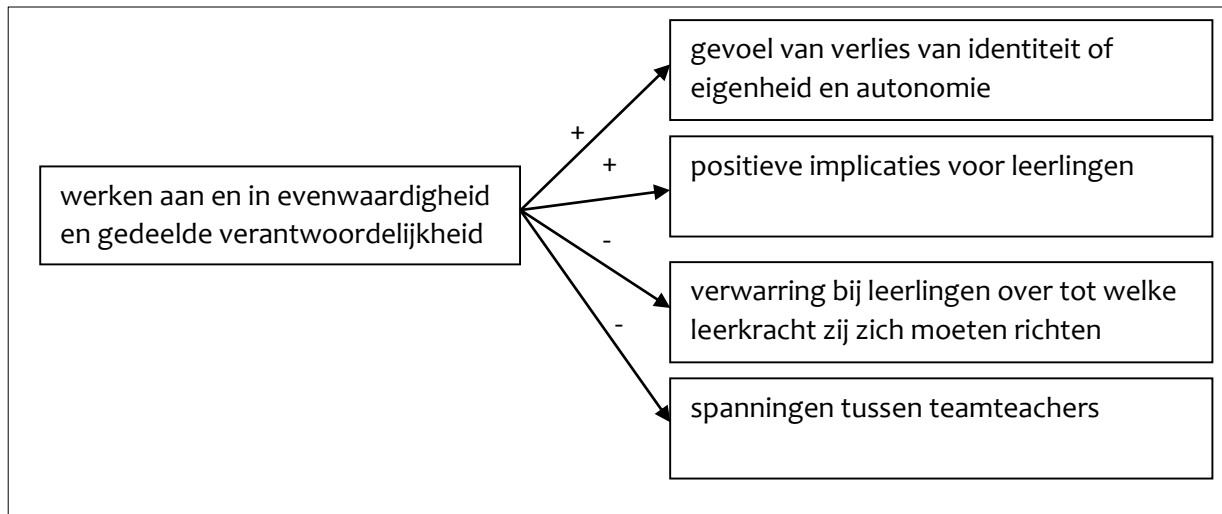 gevoel van verlies van identiteit of
eigenheid en autonomie
+
+
positieve implicaties voor leerlingen
werken aan en in evenwaardigheid
en gedeelde verantwoordelijkheid
-
verwarring bij leerlingen over tot welke
leerkracht zij zich moeten richten
-
spanningen tussen teamteachers